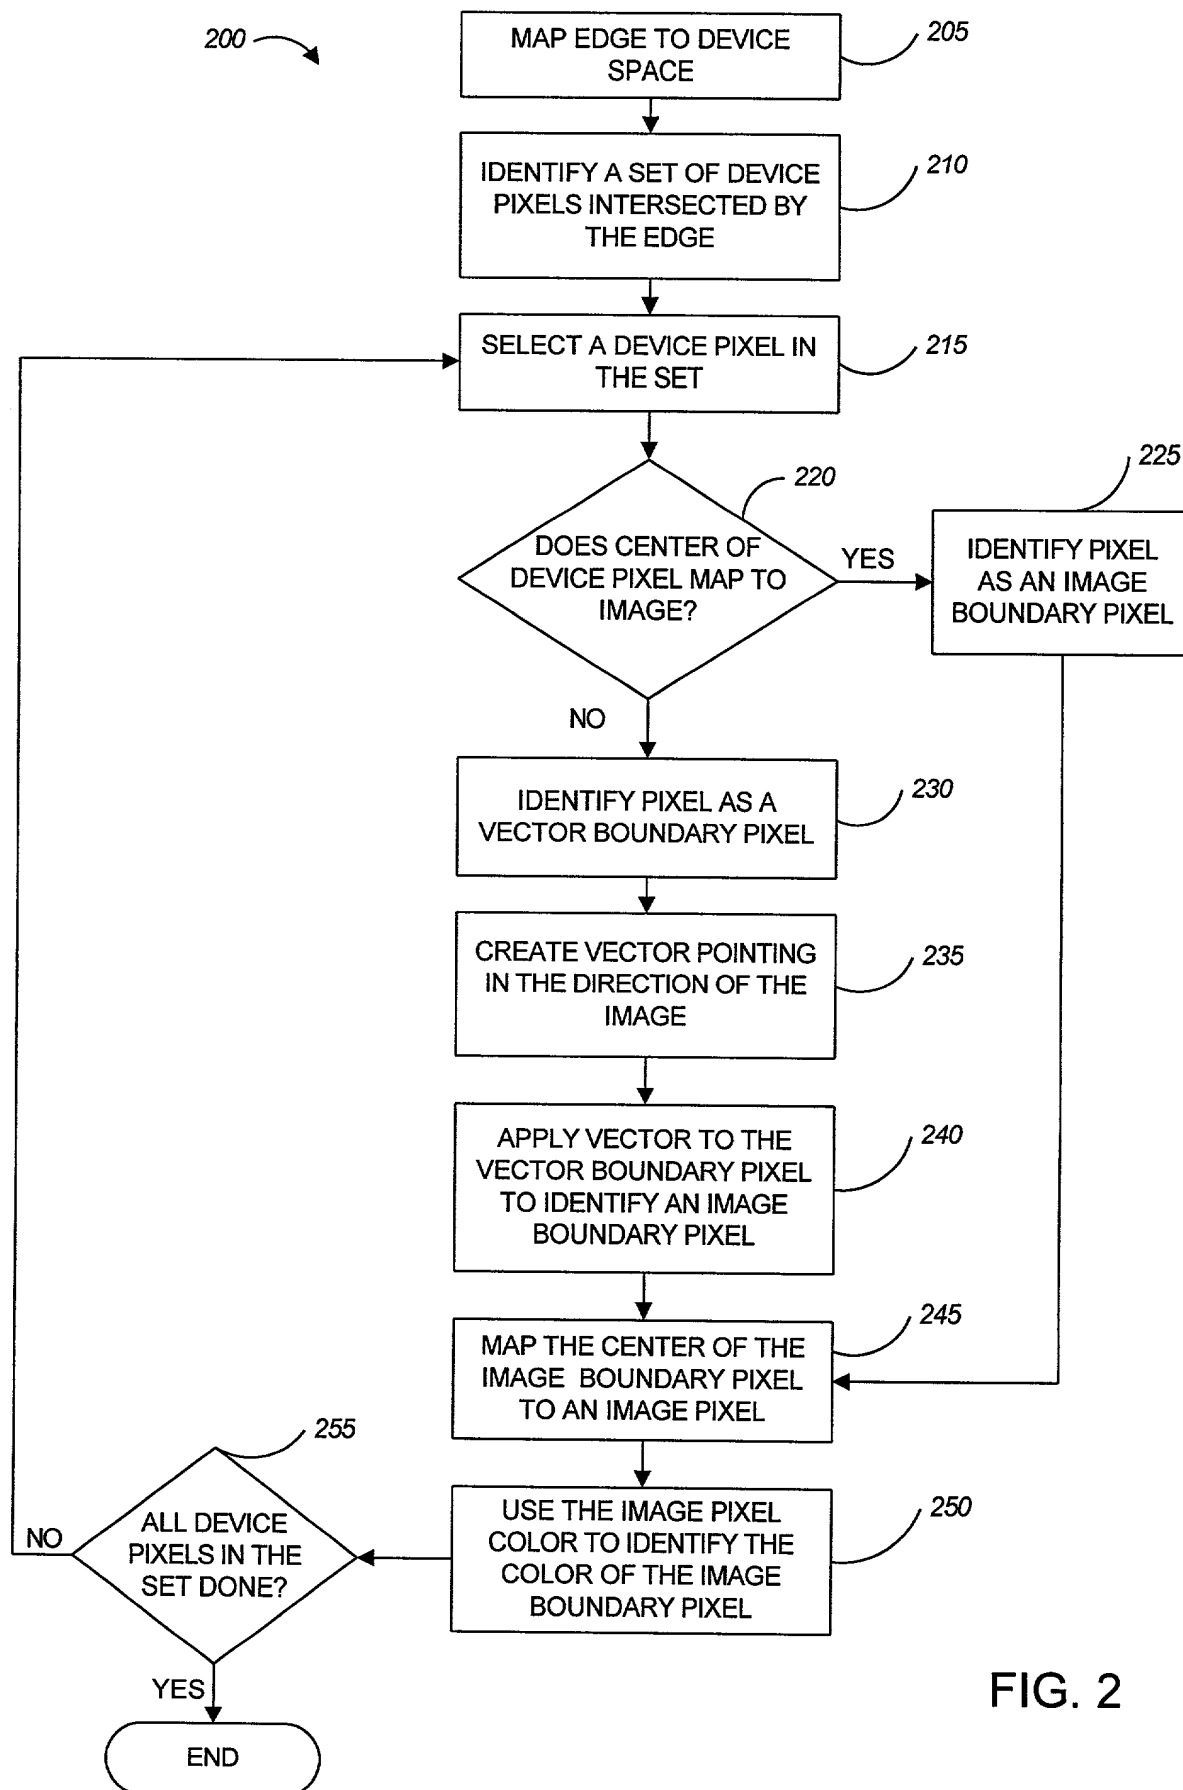 200
MAP EDGE TO DEVICE
SPACE
205
IDENTIFY A SET OF DEVICE
PIXELS INTERSECTED BY
THE EDGE
210
SELECT A DEVICE PIXEL IN
THE SET
215
DOES CENTER OF
DEVICE PIXEL MAP TO
IMAGE?
220
YES
IDENTIFY PIXEL
AS AN IMAGE
BOUNDARY PIXEL
225
NO
IDENTIFY PIXEL AS A
VECTOR BOUNDARY PIXEL
230
CREATE VECTOR POINTING
IN THE DIRECTION OF THE
IMAGE
235
APPLY VECTOR TO THE
VECTOR BOUNDARY PIXEL
TO IDENTIFY AN IMAGE
BOUNDARY PIXEL
240
MAP THE CENTER OF THE
IMAGE BOUNDARY PIXEL
TO AN IMAGE PIXEL
245
USE THE IMAGE PIXEL
COLOR TO IDENTIFY THE
COLOR OF THE IMAGE
BOUNDARY PIXEL
250
ALL DEVICE
PIXELS IN THE
SET DONE?
255
NO
YES
END
FIG. 2